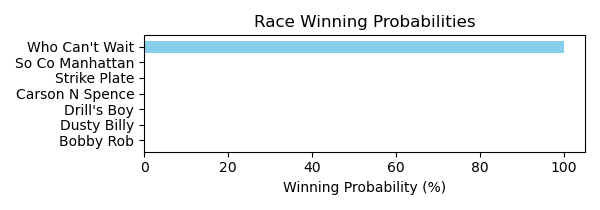 Race Winning Probabilities
Who Can't Wait
So Co Manhattan
Strike Plate
Carson N Spence
Drill's Boy
Dusty Billy
Bobby Rob
0 20 40 60 80 100
Winning Probability (%)